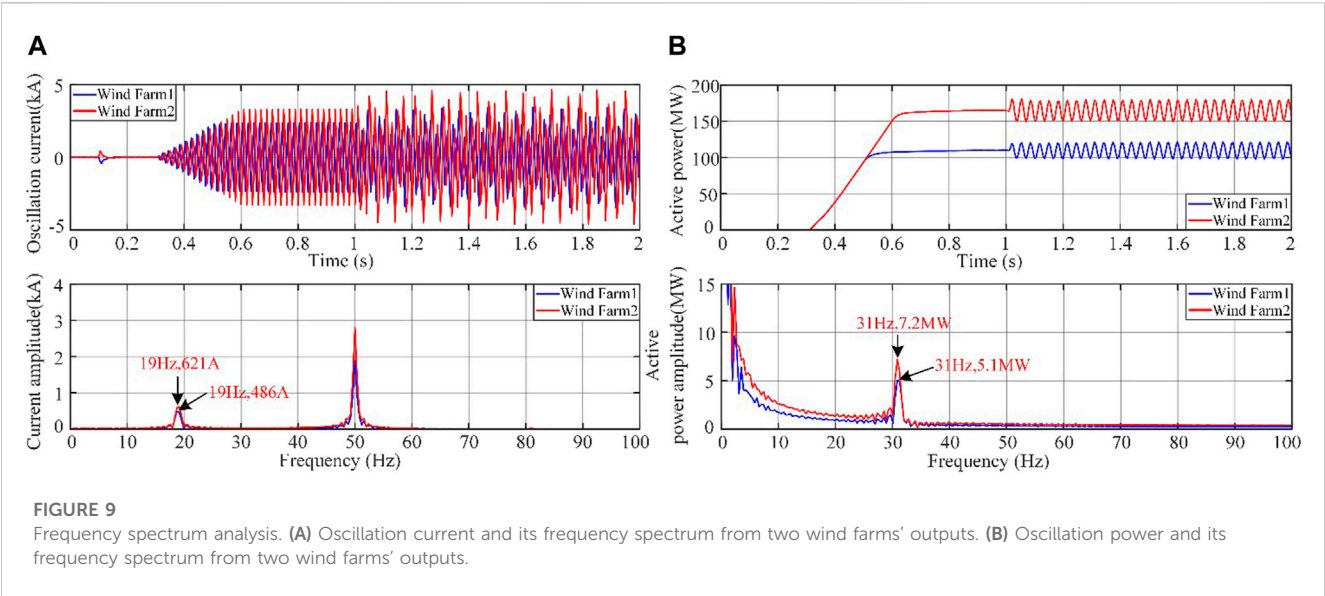 A
Oscillation current(kA)
5
0
-5
Wind Farm1
Wind Farm2
0 0.2 0.4 0.6 0.8 1 1.2 1.4 1.6 1.8 2
Time (s)
Current amplitude(kA)
4
3
2
1
0
Wind Farm1
Wind Farm2
19Hz,621A
19Hz,486A
0 10 20 30 40 50 60 70 80 90 100
Frequency (Hz)
B
Active power(MW)
200
150
100
50
0
Wind Farm1
Wind Farm2
0 0.2 0.4 0.6 0.8 1 1.2 1.4 1.6 1.8 2
Time (s)
Active
power amplitude(MW)
15
10
5
0
Wind Farm1
Wind Farm2
31Hz,7.2MW
31Hz,5.1MW
0 10 20 30 40 50 60 70 80 90 100
Frequency (Hz)
FIGURE 9
Frequency spectrum analysis. (A) Oscillation current and its frequency spectrum from two wind farms' outputs. (B) Oscillation power and its
frequency spectrum from two wind farms' outputs.